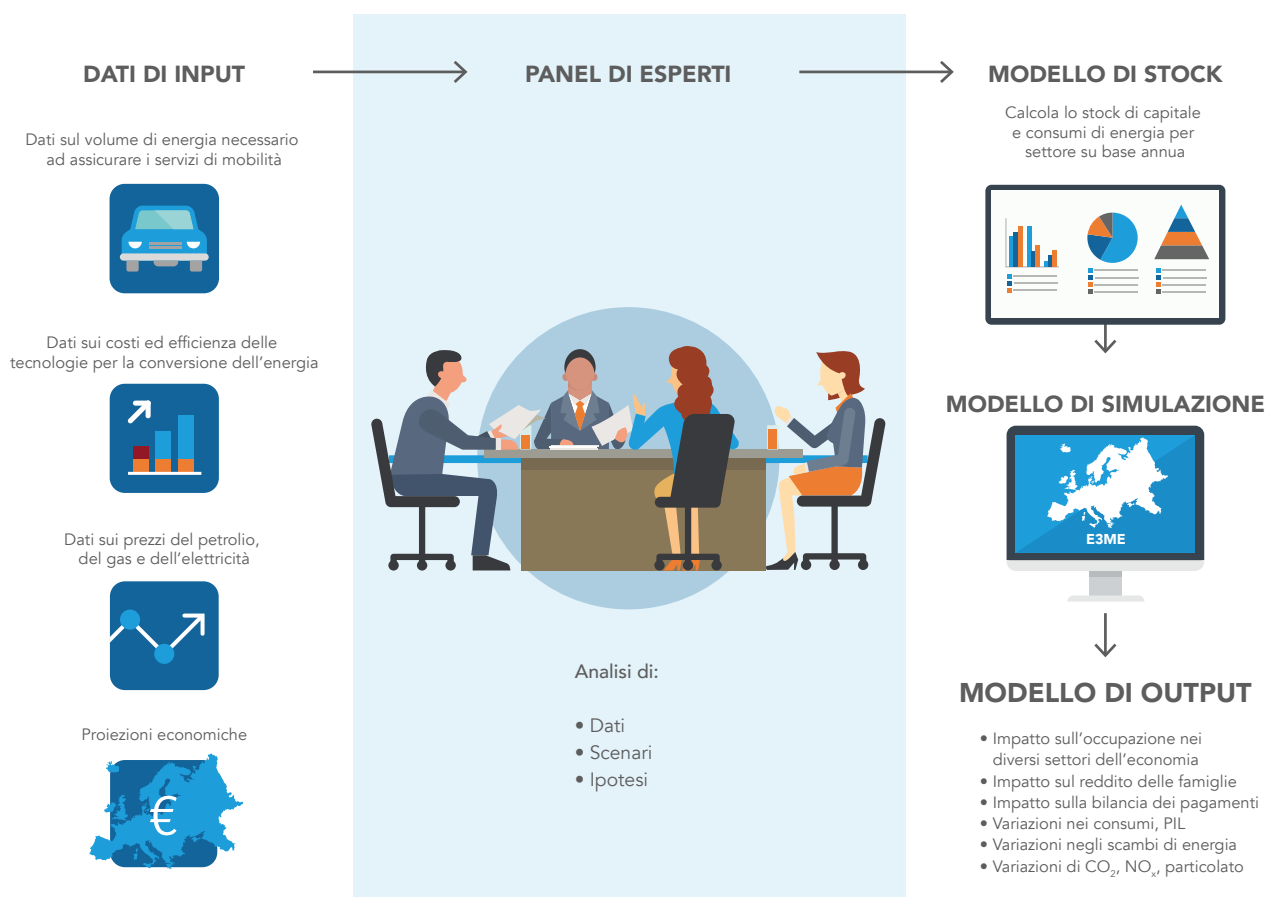 DATI DI INPUT
Dati sul volume di energia necessario
ad assicurare i servizi di mobilità
Dati sui costi ed efficienza delle
tecnologie per la conversione dell'energia
Dati sui prezzi del petrolio,
del gas e dell'elettricità
Proiezioni economiche
€
PANEL DI ESPERTI
Analisi di:
• Dati
• Scenari
• Ipotesi
MODELLO DI STOCK
Calcola lo stock di capitale
e consumi di energia per
settore su base annua
MODELLO DI SIMULAZIONE
E3ME
MODELLO DI OUTPUT
• Impatto sull'occupazione nei
diversi settori dell'economia
• Impatto sul reddito delle famiglie
• Impatto sulla bilancia dei pagamenti
• Variazioni nei consumi, PIL
• Variazioni negli scambi di energia
• Variazioni di CO₂, NOₓ, particolato